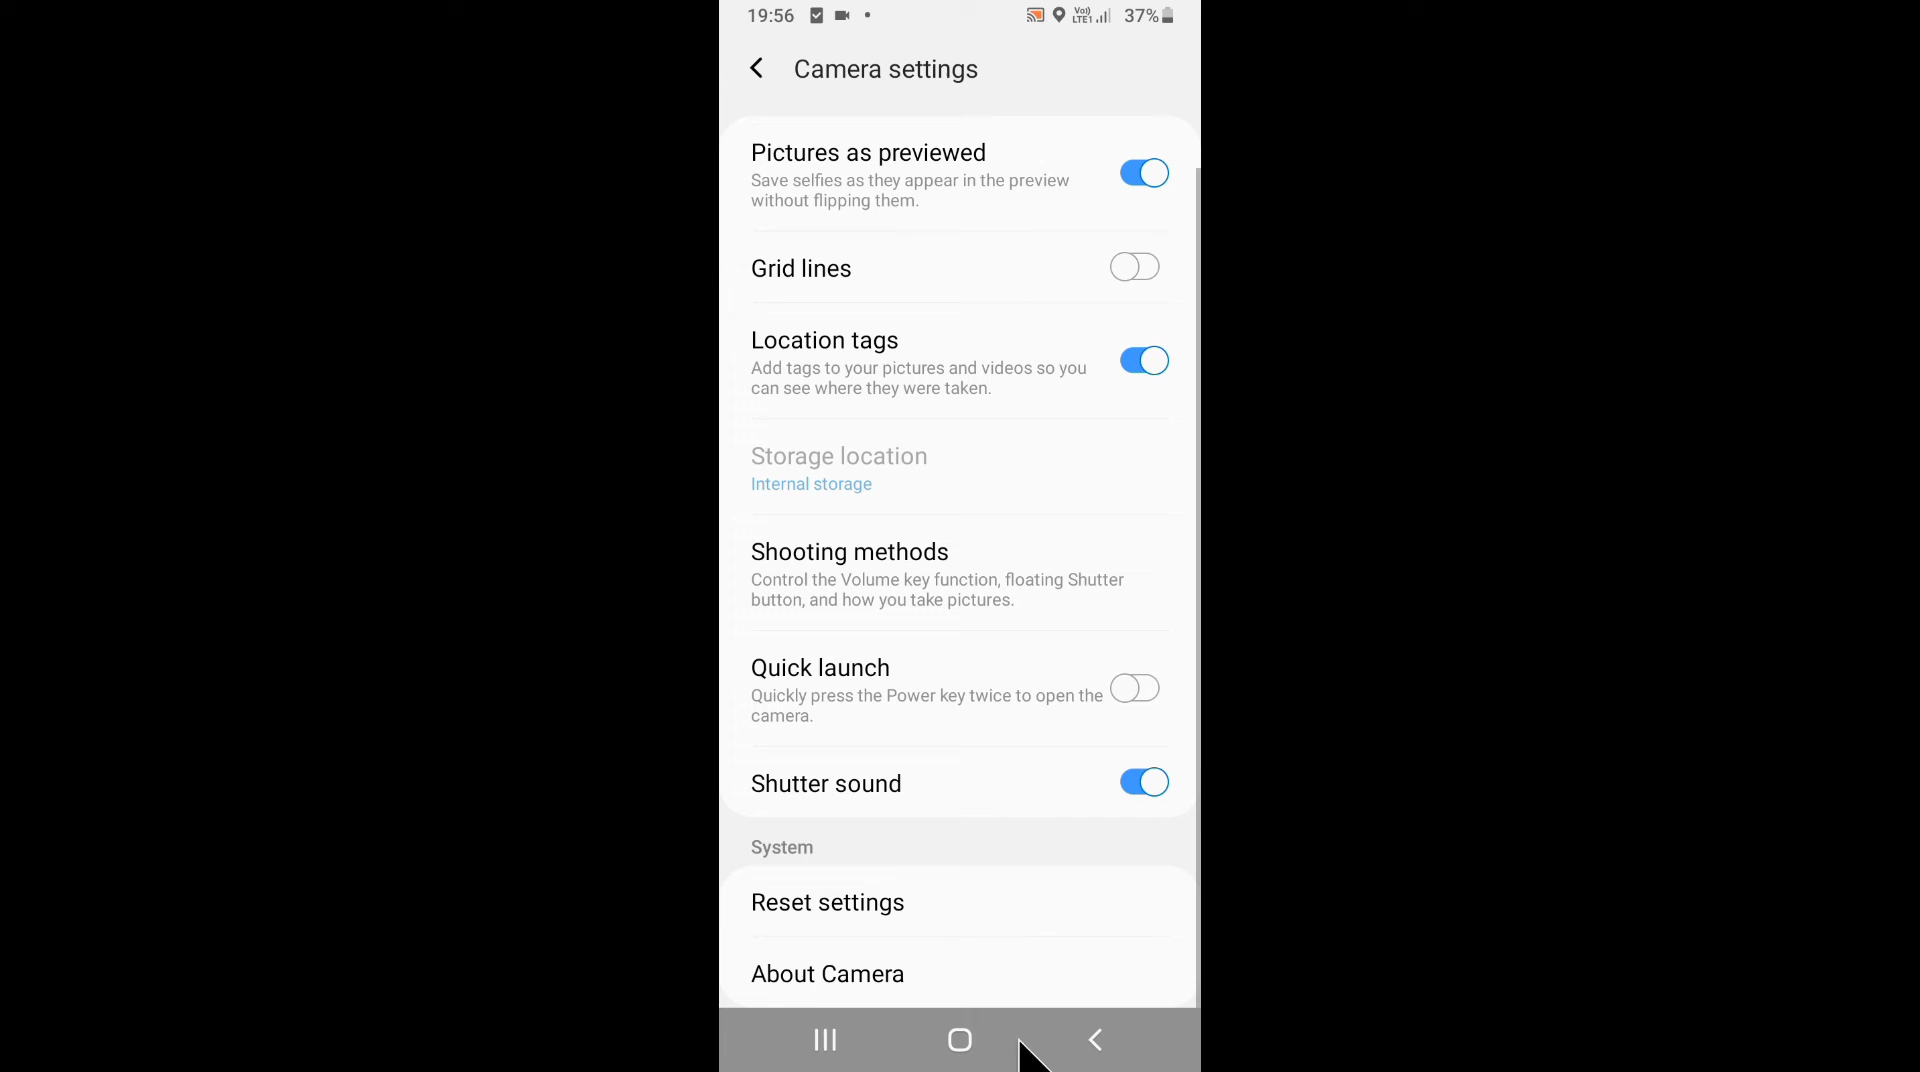 19:56
Vo)) LTE1 37%
Camera settings
Pictures as previewed
Save selfies as they appear in the preview
without flipping them.
Grid lines
Location tags
Add tags to your pictures and videos so you
can see where they were taken.
Storage location
Internal storage
Shooting methods
Control the Volume key function, floating Shutter
button, and how you take pictures.
Quick launch
Quickly press the Power key twice to open the
camera.
Shutter sound
System
Reset settings
About Camera